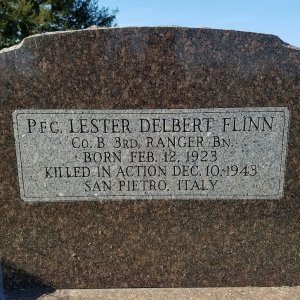 PFC. LESTER DELBERT FLINN
CO. B 3RD. RANGER BN.
BORN FEB. 12, 1923
KILLED IN ACTION DEC. 10, 1943
SAN PIETRO, ITALY